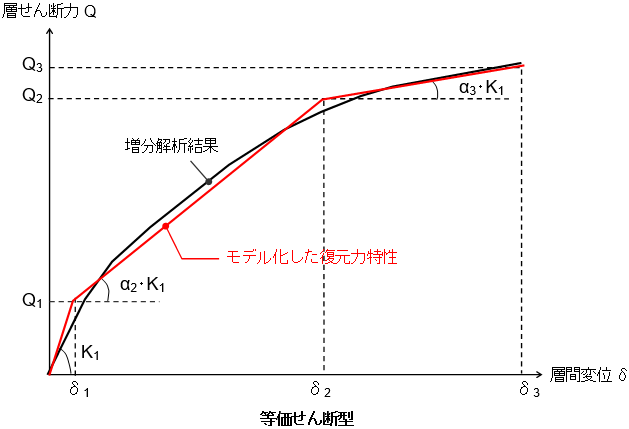 層せん断力 Q
Q3
Q2
α3・K1
増分解析結果
モデル化した復元力特性
α2・K1
Q1
K1
δ1
δ2
δ3
層間変位 δ
等価せん断型